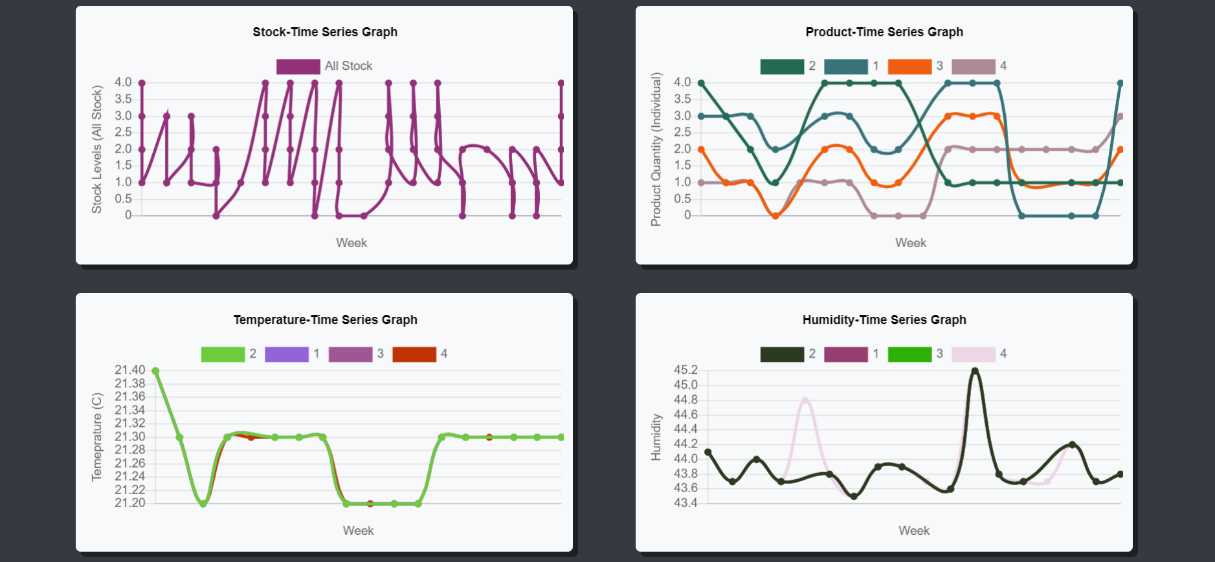 Stock-Time Series Graph
All Stock
Stock Levels (All Stock)
4.0
3.5
3.0
2.5
2.0
1.5
1.0
0.5
0
Week
Product-Time Series Graph
2 1 3 4
Product Quantity (Individual)
4.0
3.5
3.0
2.5
2.0
1.5
1.0
0.5
0
Week
Temperature-Time Series Graph
2 1 3 4
Temeprature (C)
21.40
21.38
21.36
21.34
21.32
21.30
21.28
21.26
21.24
21.22
21.20
Week
Humidity-Time Series Graph
2 1 3 4
Humidity
45.2
45.0
44.8
44.6
44.4
44.2
44.0
43.8
43.6
43.4
Week